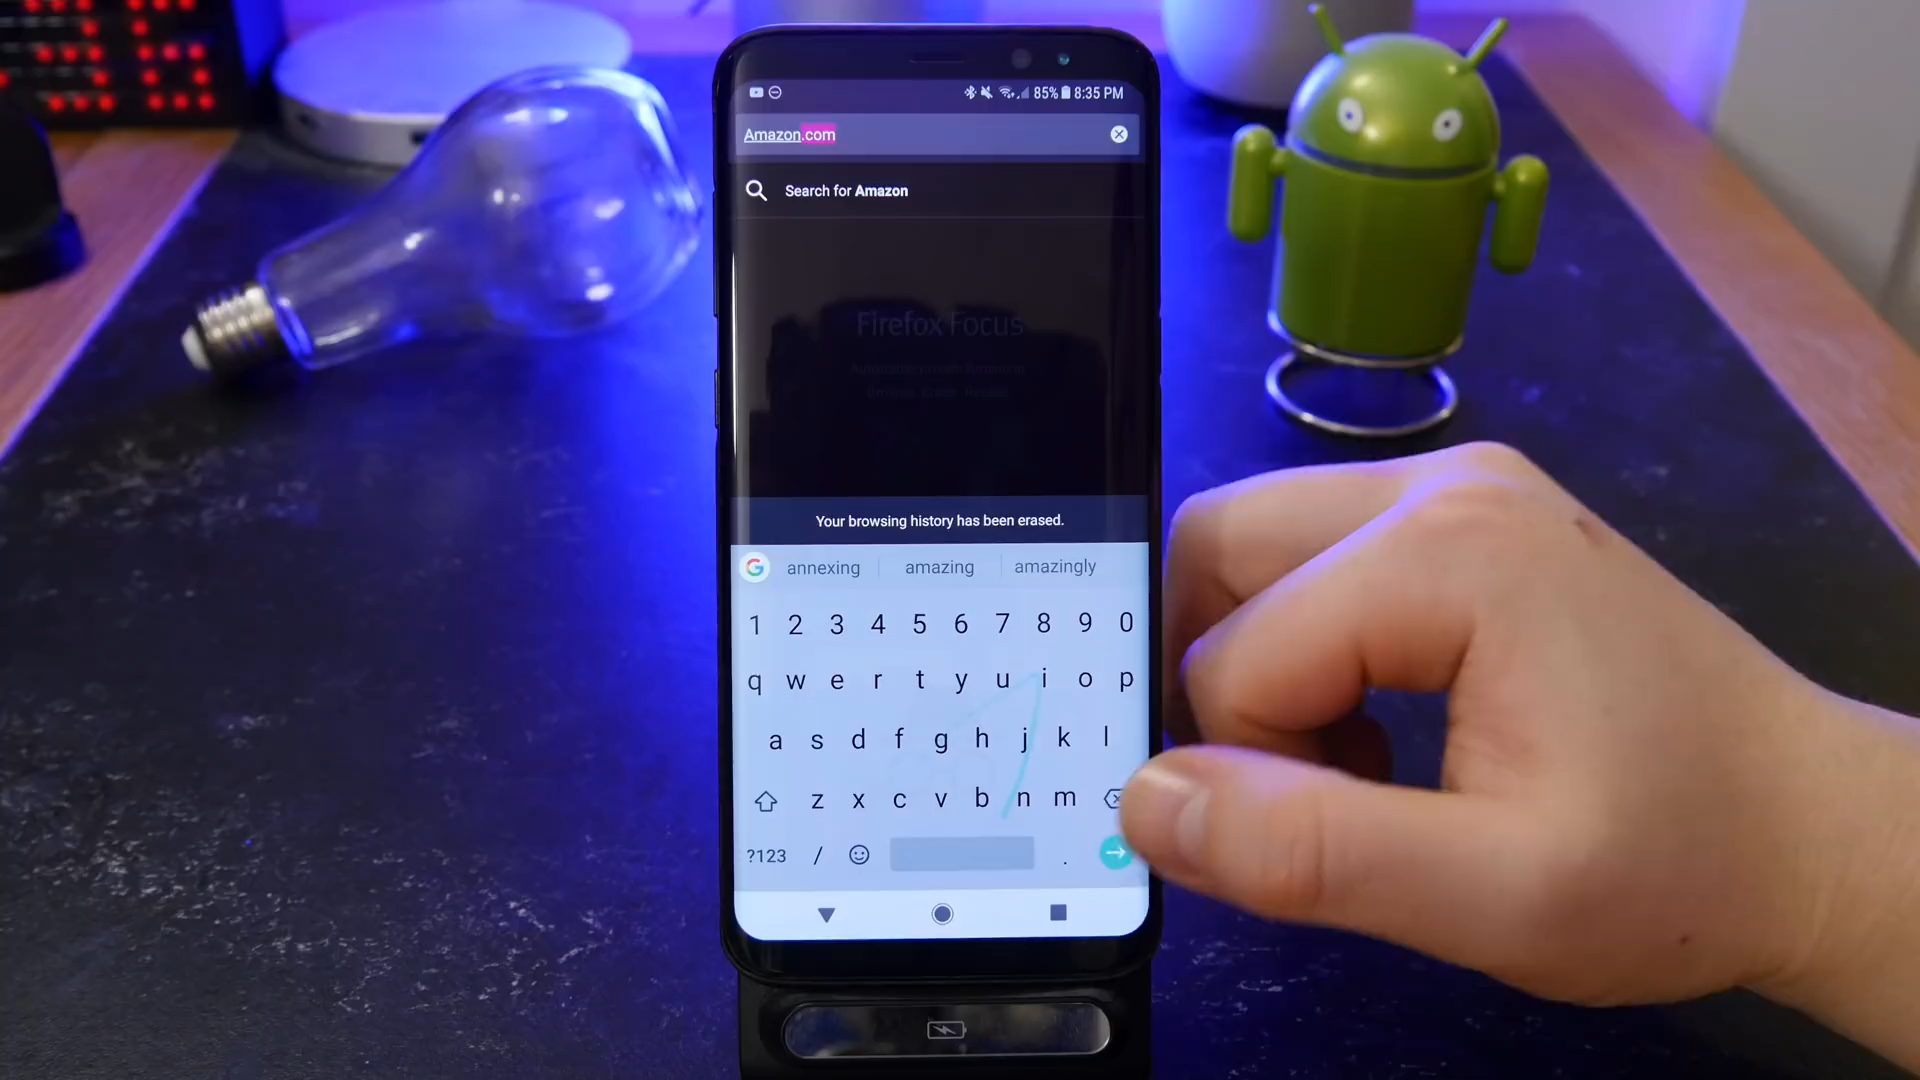 85% 8:35 PM
Amazon.com
Search for Amazon
Firefox Focus
Your browsing history has been erased.
G annexing amazing amazingly
1 2 3 4 5 6 7 8 9 0
q w e r t y u i o p
a s d f g h j k l
z x c v b n m
?123 / .